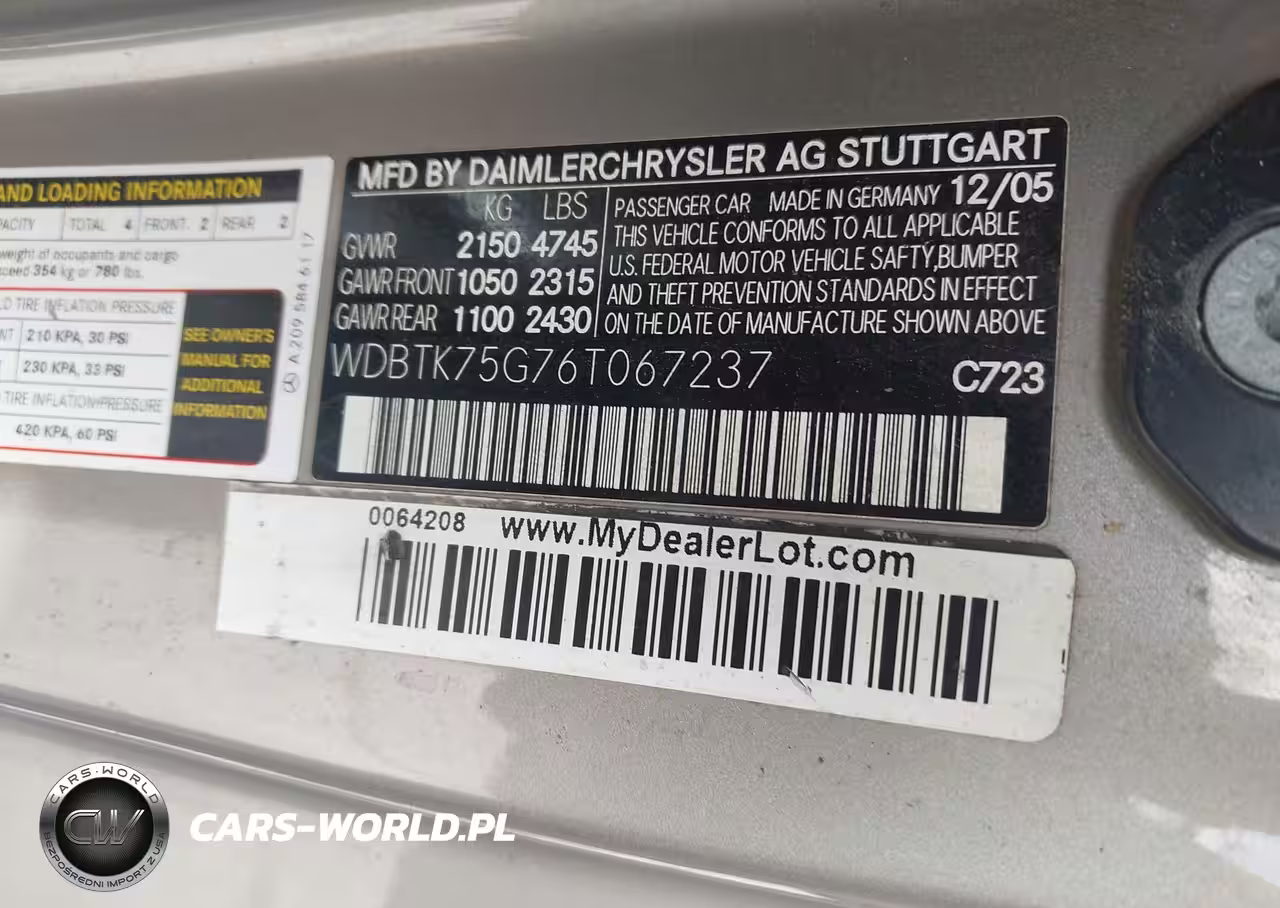 AND LOADING INFORMATION
TOTAL 4 FRONT. 2 REAR 2
weight of occupants and cargo
354 kg or 780 lbs.
TIRE INFLATION PRESSURE
210 KPA, 30 PSI
230 KPA, 33 PSI
TIRE INFLATION PRESSURE
420 KPA, 60 PSI
SEE OWNER'S
MANUAL FOR
ADDITIONAL
INFORMATION
A 209 584 61 17
MFD BY DAIMLERCHRYSLER AG STUTTGART
KG LBS
GVWR 2150 4745
GAWR FRONT 1050 2315
GAWR REAR 1100 2430
PASSENGER CAR MADE IN GERMANY 12/05
THIS VEHICLE CONFORMS TO ALL APPLICABLE
U.S. FEDERAL MOTOR VEHICLE SAFTY,BUMPER
AND THEFT PREVENTION STANDARDS IN EFFECT
ON THE DATE OF MANUFACTURE SHOWN ABOVE
WDBTK75G76T067237
C723
0064208 www.MyDealerLot.com
CARS-WORLD
CW
BEZPOŚREDNI IMPORT Z USA
CARS-WORLD.PL